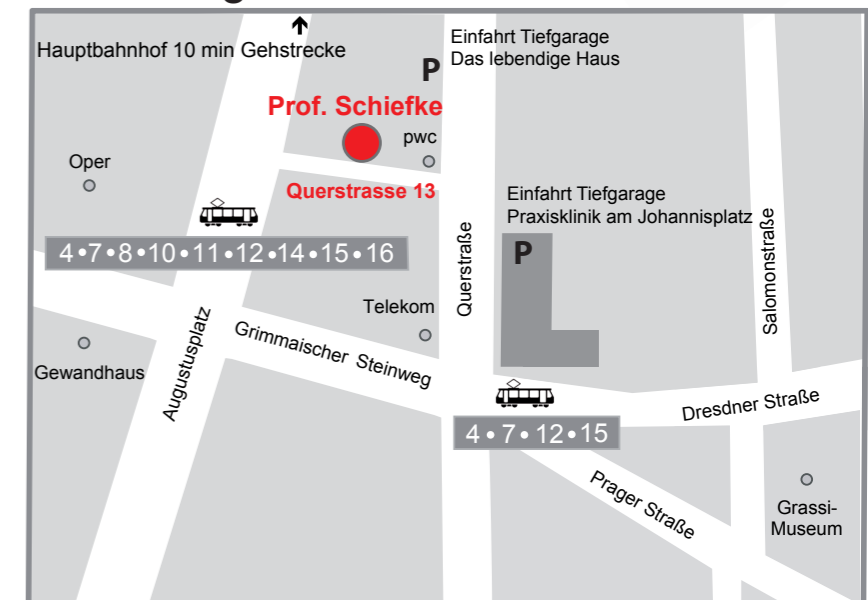 Hauptbahnhof 10 min Gehstrecke
Einfahrt Tiefgarage
Das lebendige Haus
P
Prof. Schiefke
pwc
Oper
Querstrasse 13
Einfahrt Tiefgarage
Praxisklinik am Johannisplatz
P
4•7•8•10•11•12•14•15•16
Querstraße
Salomonstraße
Telekom
Augustusplatz
Grimmaischer Steinweg
Gewandhaus
Dresdner Straße
4•7•12•15
Prager Straße
Grassi-
Museum